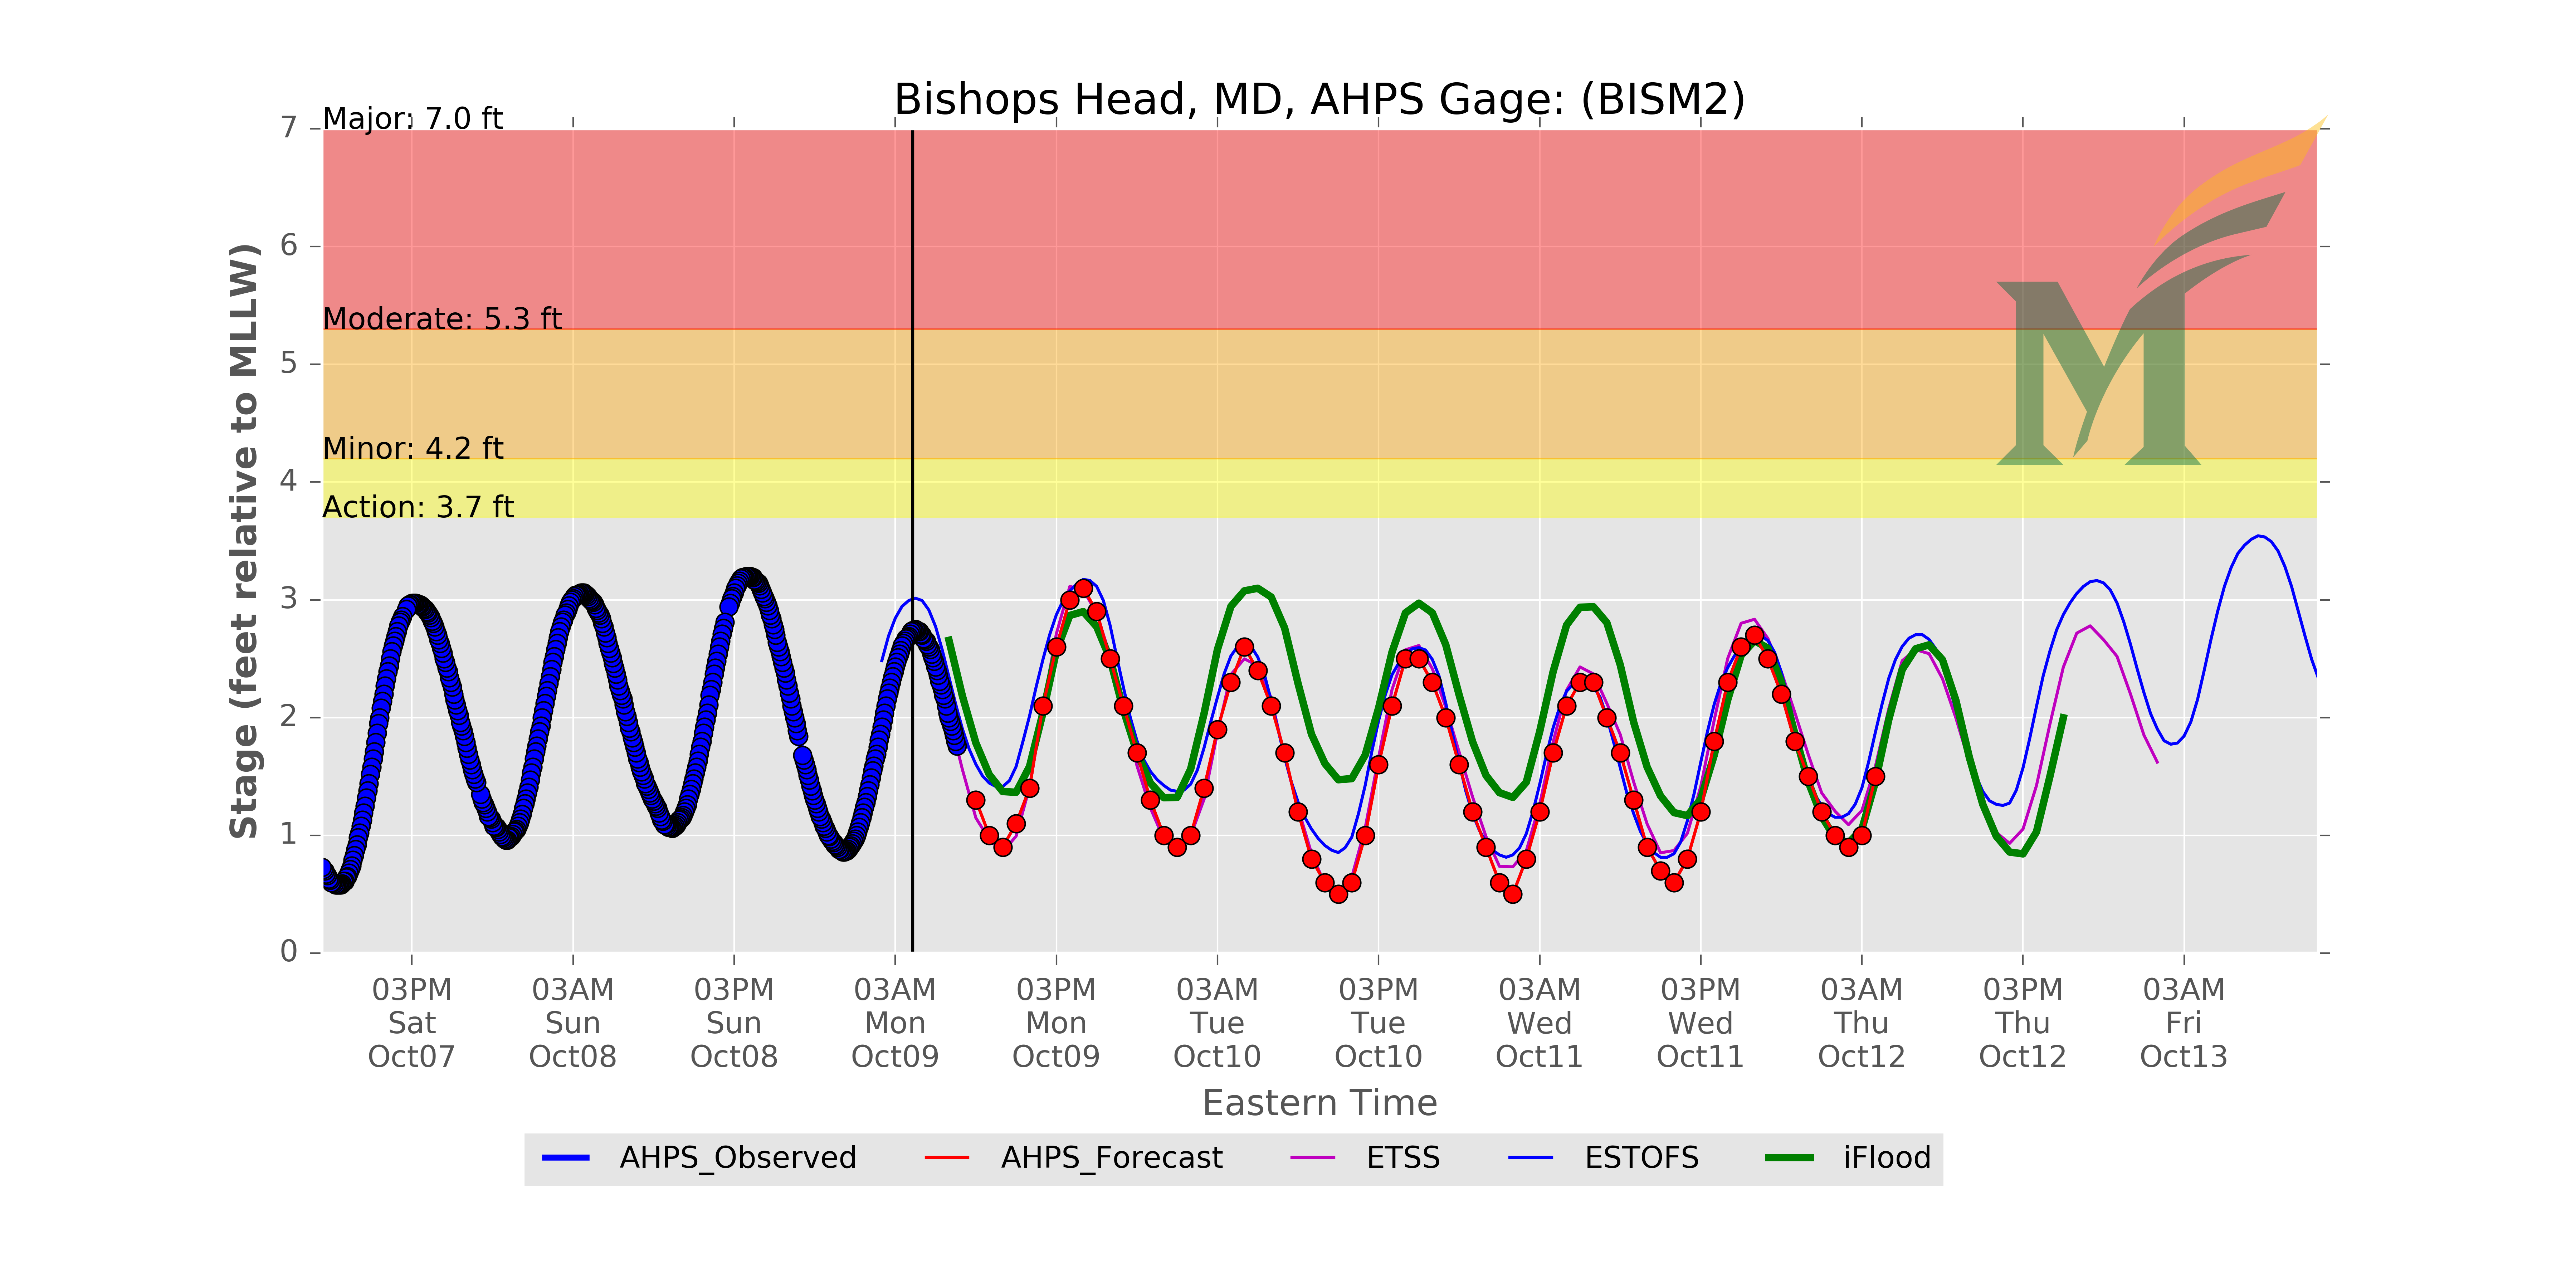 Bishops Head, MD, AHPS Gage: (BISM2)
Major: 7.0 ft
Moderate: 5.3 ft
Minor: 4.2 ft
Action: 3.7 ft
7
6
5
4
3
2
1
0
Stage (feet relative to MLLW)
03PM Sat Oct07
03AM Sun Oct08
03PM Sun Oct08
03AM Mon Oct09
03PM Mon Oct09
03AM Tue Oct10
03PM Tue Oct10
03AM Wed Oct11
03PM Wed Oct11
03AM Thu Oct12
03PM Thu Oct12
03AM Fri Oct13
Eastern Time
AHPS_Observed AHPS_Forecast ETSS ESTOFS iFlood
M